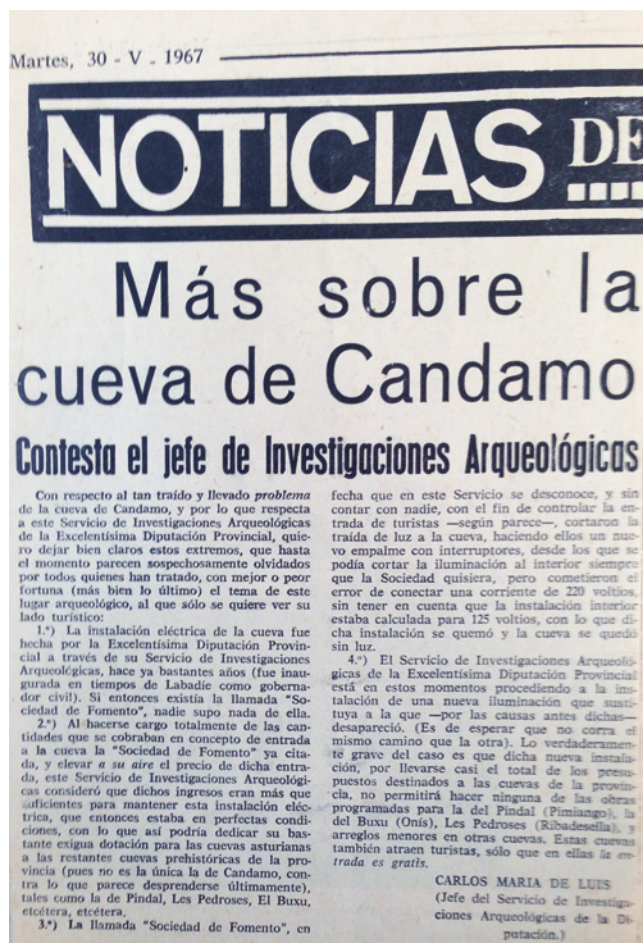 Martes, 30 - V - 1967
NOTICIAS DE
Más sobre la
cueva de Candamo
Contesta el jefe de Investigaciones Arqueológicas
Con respecto al tan traído y llevado problema
de la cueva de Candamo, y por lo que respecta
a este Servicio de Investigaciones Arqueológicas
de la Excelentísima Diputación Provincial, quie-
ro dejar bien claros estos extremos, que hasta
el momento parecen sospechosamente olvidados
por todos quienes han tratado, con mejor o peor
fortuna (más bien lo último) el tema de este
lugar arqueológico, al que sólo se quiere ver su
lado turístico:
1.º) La instalación eléctrica de la cueva fue
hecha por la Excelentísima Diputación Provin-
cial a través de su Servicio de Investigaciones
Arqueológicas, hace ya bastantes años (fue inau-
gurada en tiempos de Labadíe como goberna-
dor civil). Si entonces existía la llamada "So-
ciedad de Fomento", nadie supo nada de ella.
2.º) Al hacerse cargo totalmente de las can-
tidades que se cobraban en concepto de entrada
a la cueva la "Sociedad de Fomento" ya cita-
da, y elevar a su aire el precio de dicha entra-
da, este Servicio de Investigaciones Arqueológi-
cas consideró que dichos ingresos eran más que
suficientes para mantener esta instalación eléc-
trica, que entonces estaba en perfectas condi-
ciones, con lo que así podría dedicar su bas-
tante exigua dotación para las cuevas asturianas
a las restantes cuevas prehistóricas de la pro-
vincia (pues no es la única la de Candamo, con-
tra lo que parece desprenderse últimamente),
tales como la de Pindal, Les Pedroses, El Buxu,
etcétera, etcétera.
3.º) La llamada "Sociedad de Fomento", en
fecha que en este Servicio se desconoce, y sin
contar con nadie, con el fin de controlar la en-
trada de turistas —según parece—, cortaron la
traída de luz a la cueva, haciendo ellos un nue-
vo empalme con interruptores, desde los que se
podía cortar la iluminación al interior siempre
que la Sociedad quisiera, pero cometieron el
error de conectar una corriente de 220 voltios,
sin tener en cuenta que la instalación interior
estaba calculada para 125 voltios, con lo que di-
cha instalación se quemó y la cueva se quedó
sin luz.
4.º) El Servicio de Investigaciones Arqueoló-
gicas de la Excelentísima Diputación Provincial
está en estos momentos procediendo a la ins-
talación de una nueva iluminación que susti-
tuya a la que —por las causas antes dichas—
desapareció. (Es de esperar que no corra el
mismo camino que la otra). Lo verdaderamen-
te grave del caso es que dicha nueva instala-
ción, por llevarse casi el total de los presu-
puestos destinados a las cuevas de la provin-
cia, no permitirá hacer ninguna de las obras
programadas para la del Pindal (Pimiango), la
del Buxu (Onís), Les Pedroses (Ribadesella), y
arreglos menores en otras cuevas. Estas cuevas
también atraen turistas, sólo que en ellas la en-
trada es gratis.
CARLOS MARIA DE LUIS
(Jefe del Servicio de Investiga-
ciones Arqueológicas de la Di-
putación.)